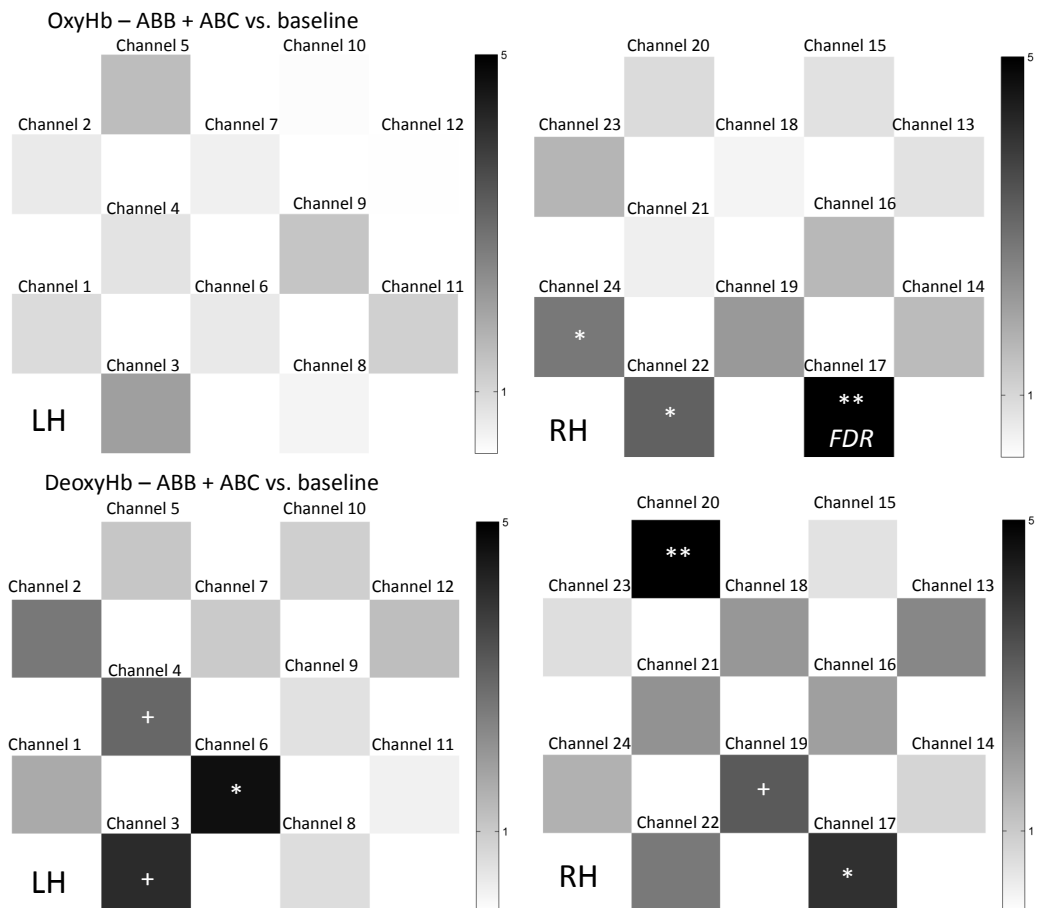 OxyHb – ABB + ABC vs. baseline
Channel 5 Channel 10
Channel 2 Channel 7 Channel 12
Channel 4 Channel 9
Channel 1 Channel 6 Channel 11
Channel 3 Channel 8
LH
5
1
Channel 20 Channel 15
Channel 23 Channel 18 Channel 13
Channel 21 Channel 16
Channel 24 Channel 19 Channel 14
*
Channel 22 Channel 17
* **
FDR
RH
5
1
DeoxyHb – ABB + ABC vs. baseline
Channel 5 Channel 10
Channel 2 Channel 7 Channel 12
Channel 4 Channel 9
+
Channel 1 Channel 6 Channel 11
*
Channel 3 Channel 8
+
LH
5
1
Channel 20 Channel 15
**
Channel 23 Channel 18 Channel 13
Channel 21 Channel 16
Channel 24 Channel 19 Channel 14
+
Channel 22 Channel 17
*
RH
5
1